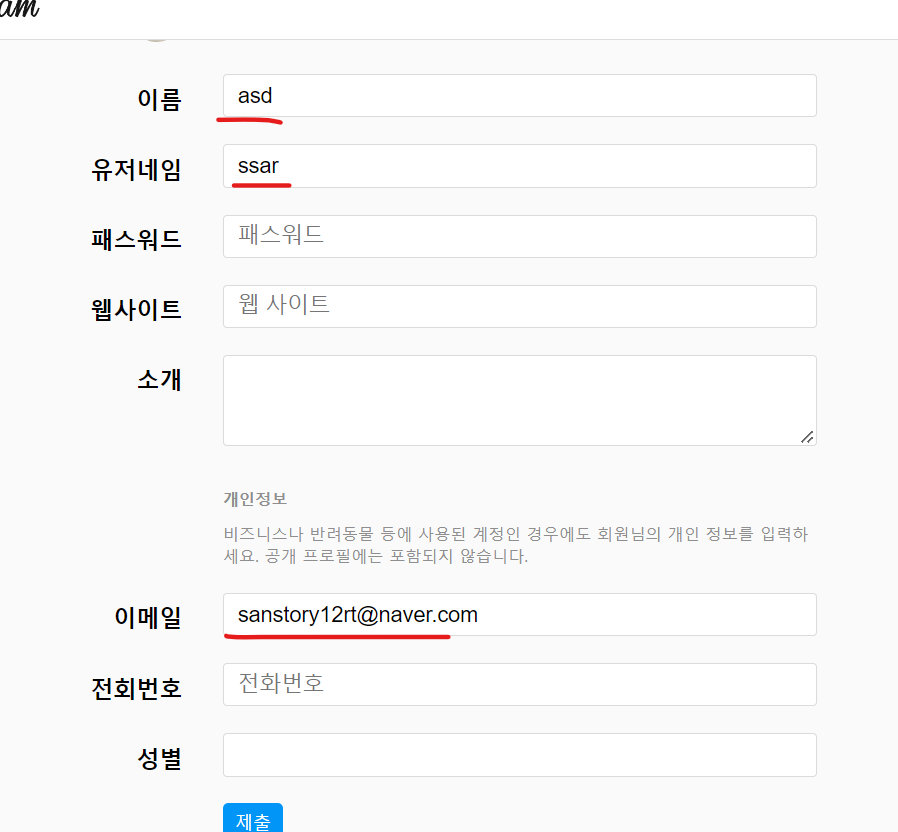 am
이름 asd
유저네임 ssar
패스워드 패스워드
웹사이트 웹 사이트
소개
개인정보
비즈니스나 반려동물 등에 사용된 계정인 경우에도 회원님의 개인 정보를 입력하
세요. 공개 프로필에는 포함되지 않습니다.
이메일 sanstory12rt@naver.com
전회번호 전화번호
성별
제출